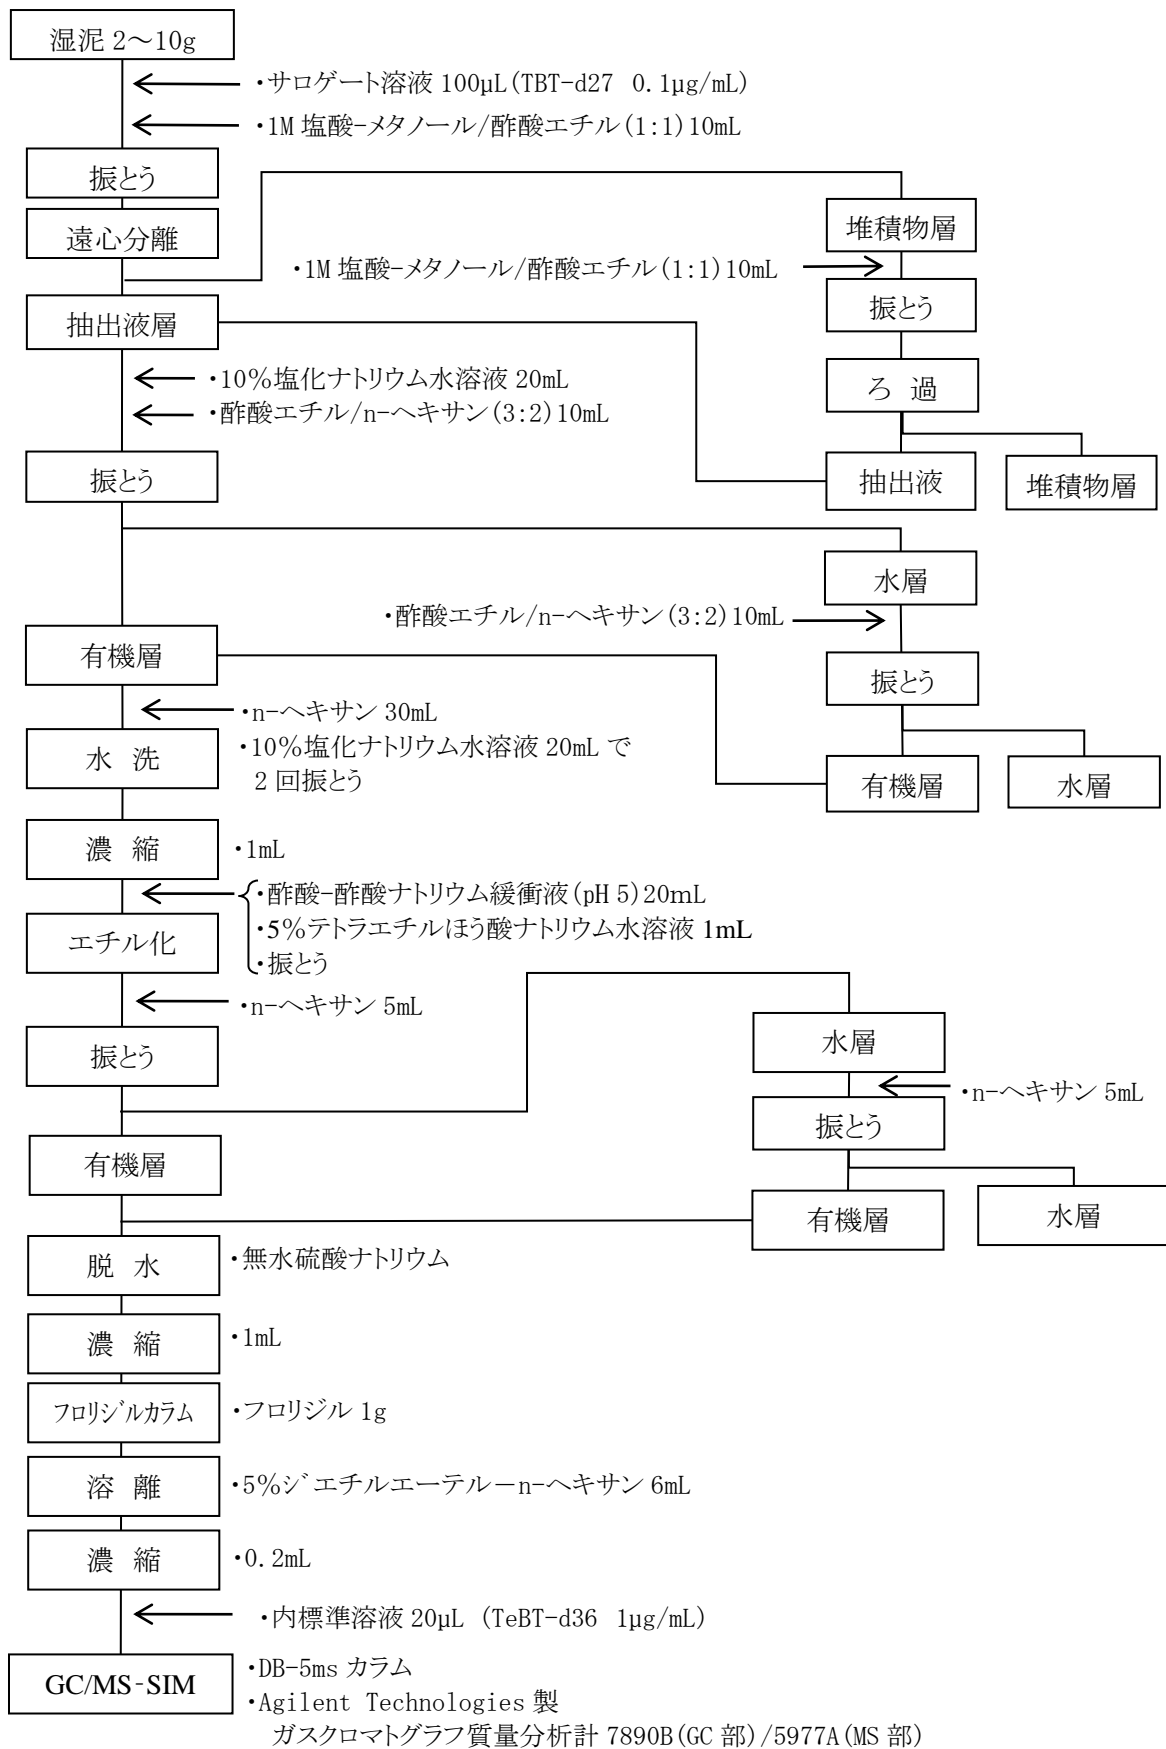 湿泥 2～10g
・サロゲート溶液 100µL(TBT-d27 0.1µg/mL)
・1M 塩酸-メタノール/酢酸エチル(1:1)10mL
振とう
遠心分離
堆積物層
・1M 塩酸-メタノール/酢酸エチル(1:1)10mL
振とう
抽出液層
ろ 過
・10%塩化ナトリウム水溶液 20mL
・酢酸エチル/n-ヘキサン(3:2)10mL
振とう
抽出液
堆積物層
水層
・酢酸エチル/n-ヘキサン(3:2)10mL
有機層
振とう
・n-ヘキサン 30mL
水 洗
・10%塩化ナトリウム水溶液 20mL で
2 回振とう
有機層
水層
濃 縮
・1mL
・酢酸-酢酸ナトリウム緩衝液(pH 5)20mL
エチル化
・5%テトラエチルほう酸ナトリウム水溶液 1mL
・振とう
・n-ヘキサン 5mL
振とう
水層
・n-ヘキサン 5mL
振とう
有機層
有機層
水層
脱 水
・無水硫酸ナトリウム
濃 縮
・1mL
フロリジルカラム
・フロリジル 1g
溶 離
・5%ジエチルエーテル－n-ヘキサン 6mL
濃 縮
・0.2mL
・内標準溶液 20µL (TeBT-d36 1µg/mL)
GC/MS-SIM
・DB-5ms カラム
・Agilent Technologies 製
ガスクロマトグラフ質量分析計 7890B(GC 部)/5977A(MS 部)